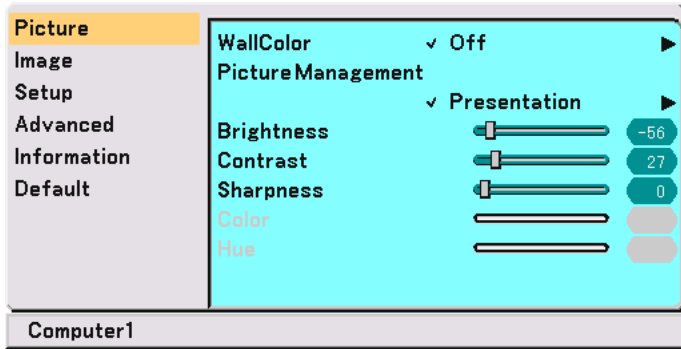 Picture
Image
Setup
Advanced
Information
Default
WallColor ✓ Off ▶
Picture Management
✓ Presentation ▶
Brightness -56
Contrast 27
Sharpness 0
Color
Hue
Computer1